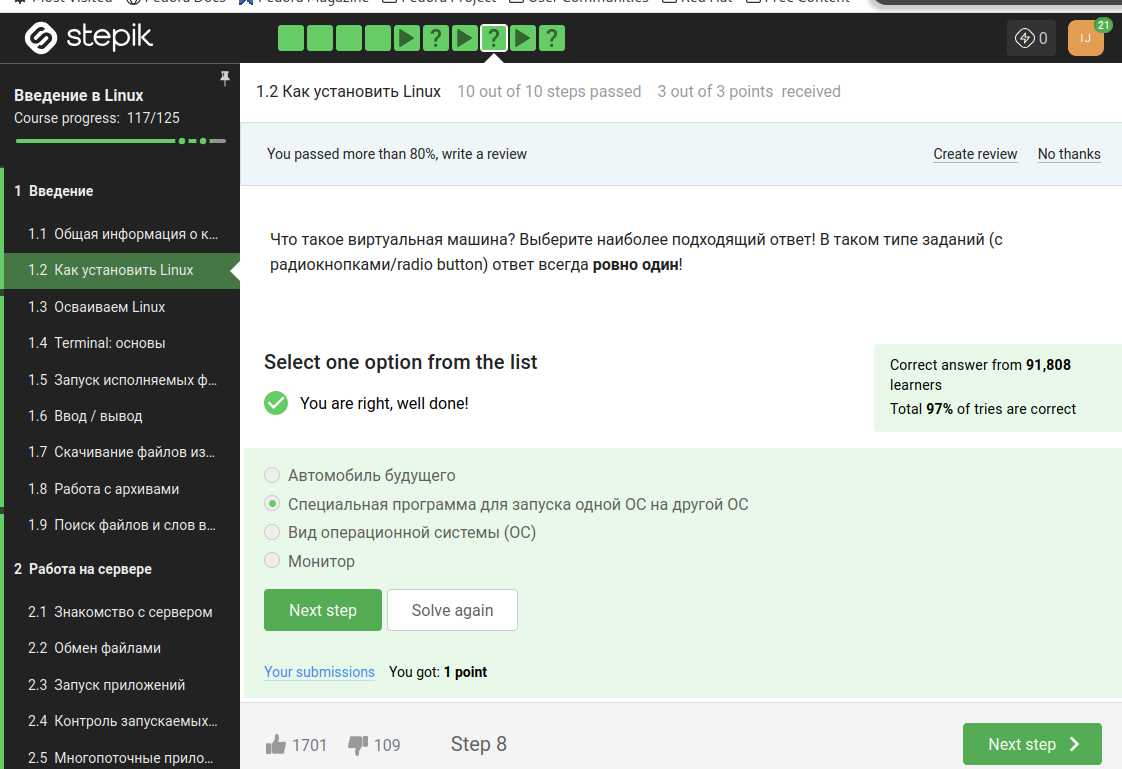 Most Visited Fedora Docs Fedora Magazine Fedora Project User Communities Red Hat Free Content
stepik
? ? ?
0
IJ
21
Введение в Linux
Course progress: 117/125
1 Введение
1.1 Общая информация о к...
1.2 Как установить Linux
1.3 Осваиваем Linux
1.4 Terminal: основы
1.5 Запуск исполняемых ф...
1.6 Ввод / вывод
1.7 Скачивание файлов из...
1.8 Работа с архивами
1.9 Поиск файлов и слов в...
2 Работа на сервере
2.1 Знакомство с сервером
2.2 Обмен файлами
2.3 Запуск приложений
2.4 Контроль запускаемых...
2.5 Многопоточные прило...
1.2 Как установить Linux 10 out of 10 steps passed 3 out of 3 points received
You passed more than 80%, write a review
Create review No thanks
Что такое виртуальная машина? Выберите наиболее подходящий ответ! В таком типе заданий (с
радиокнопками/radio button) ответ всегда ровно один!
Select one option from the list
You are right, well done!
Correct answer from 91,808
learners
Total 97% of tries are correct
Автомобиль будущего
Специальная программа для запуска одной ОС на другой ОС
Вид операционной системы (ОС)
Монитор
Next step Solve again
Your submissions You got: 1 point
1701 109 Step 8
Next step